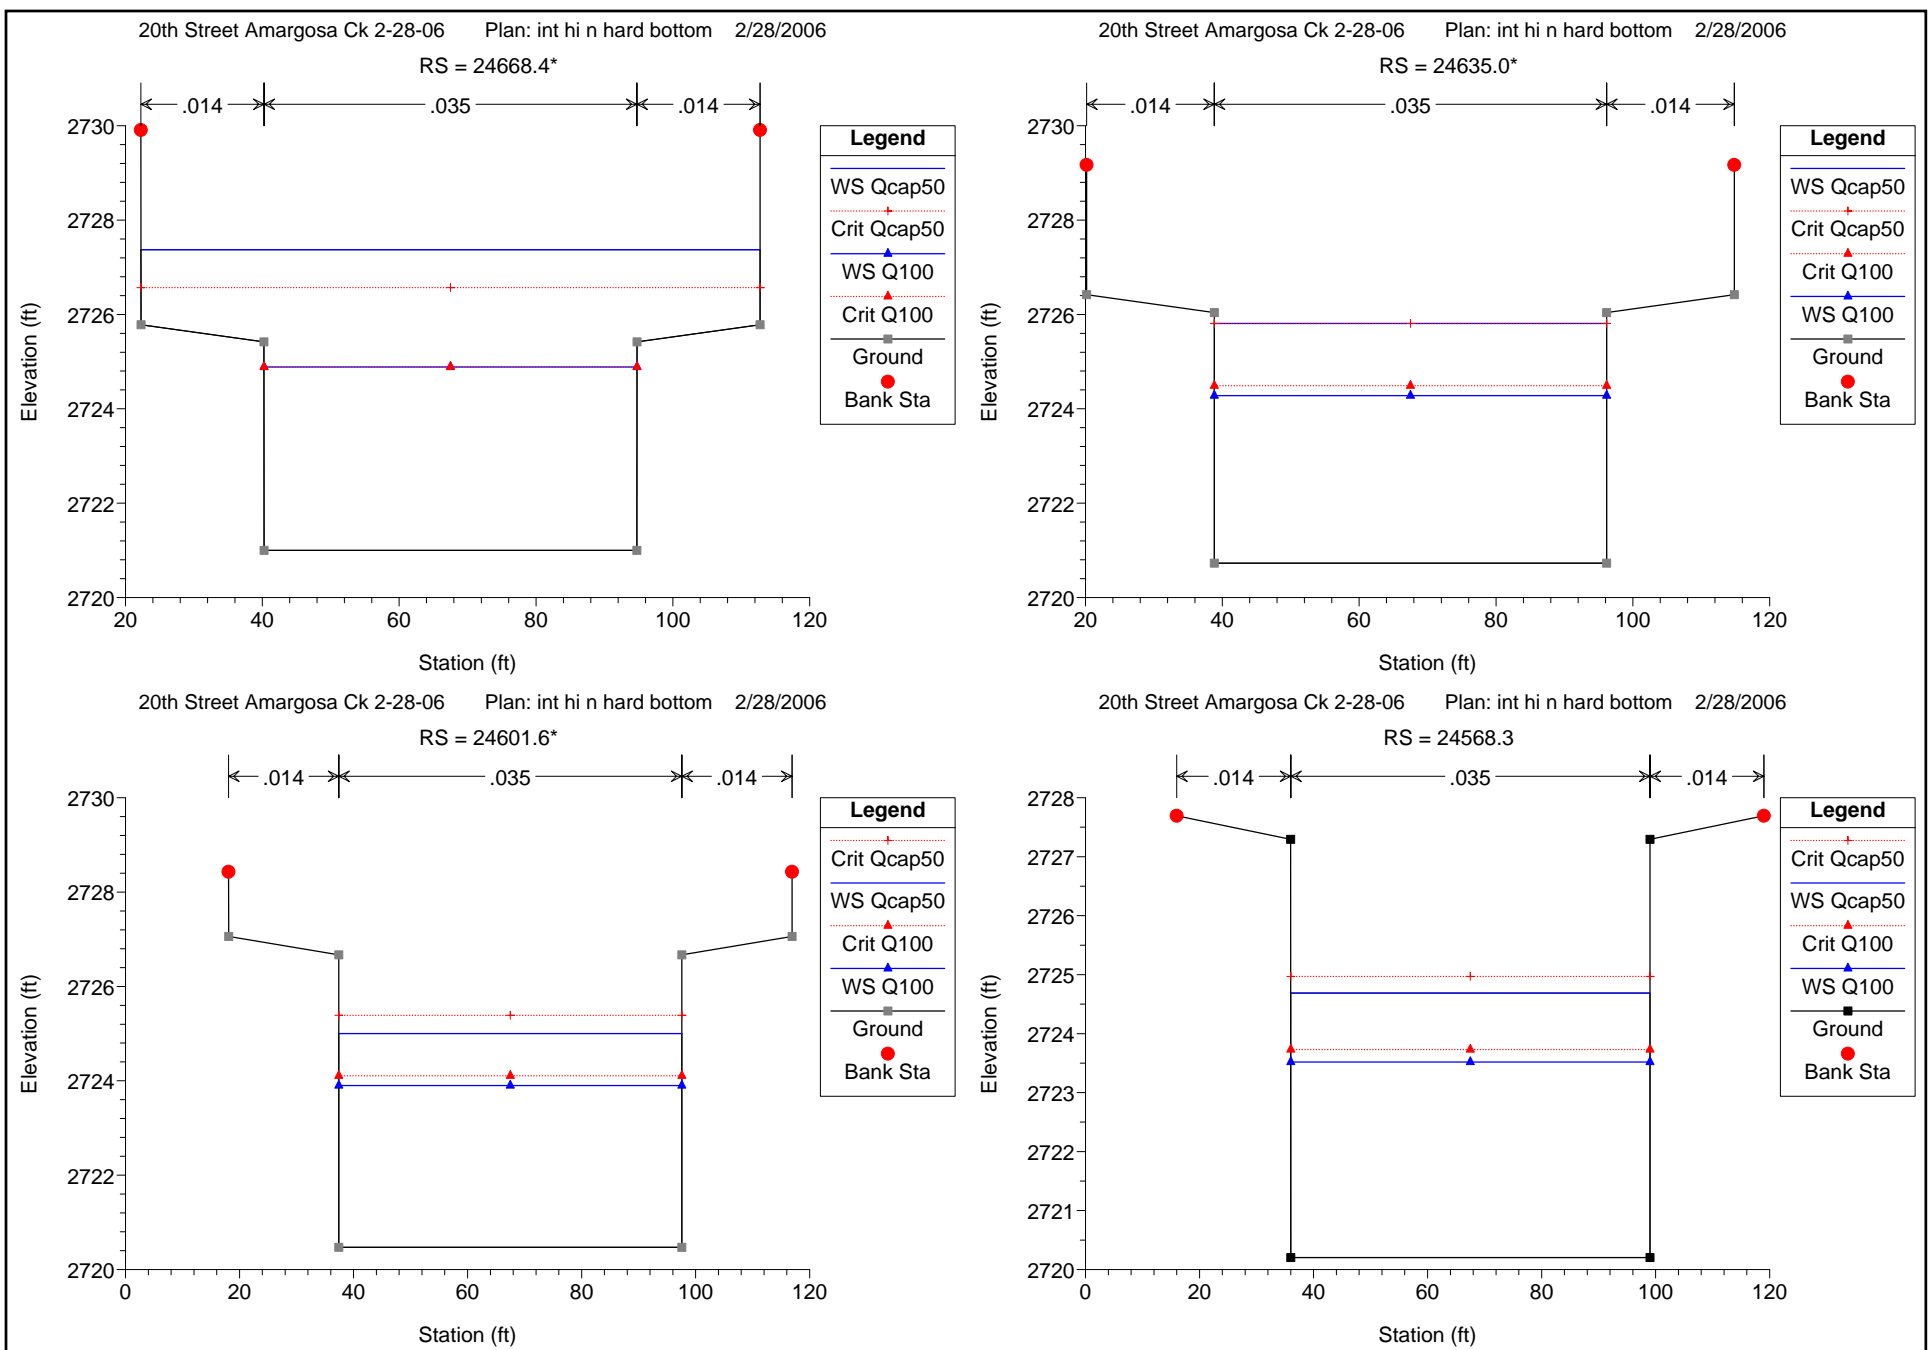 20th Street Amargosa Ck 2-28-06 Plan: int hi n hard bottom 2/28/2006
RS = 24668.4*
.014 .035 .014
2730
2728
2726
2724
2722
2720
20 40 60 80 100 120
Station (ft)
Elevation (ft)
Legend
WS Qcap50
Crit Qcap50
WS Q100
Crit Q100
Ground
Bank Sta
20th Street Amargosa Ck 2-28-06 Plan: int hi n hard bottom 2/28/2006
RS = 24635.0*
.014 .035 .014
2730
2728
2726
2724
2722
2720
20 40 60 80 100 120
Station (ft)
Elevation (ft)
Legend
WS Qcap50
Crit Qcap50
Crit Q100
WS Q100
Ground
Bank Sta
20th Street Amargosa Ck 2-28-06 Plan: int hi n hard bottom 2/28/2006
RS = 24601.6*
.014 .035 .014
2730
2728
2726
2724
2722
2720
0 20 40 60 80 100 120
Station (ft)
Elevation (ft)
Legend
Crit Qcap50
WS Qcap50
Crit Q100
WS Q100
Ground
Bank Sta
20th Street Amargosa Ck 2-28-06 Plan: int hi n hard bottom 2/28/2006
RS = 24568.3
.014 .035 .014
2728
2727
2726
2725
2724
2723
2722
2721
2720
0 20 40 60 80 100 120
Station (ft)
Elevation (ft)
Legend
Crit Qcap50
WS Qcap50
Crit Q100
WS Q100
Ground
Bank Sta